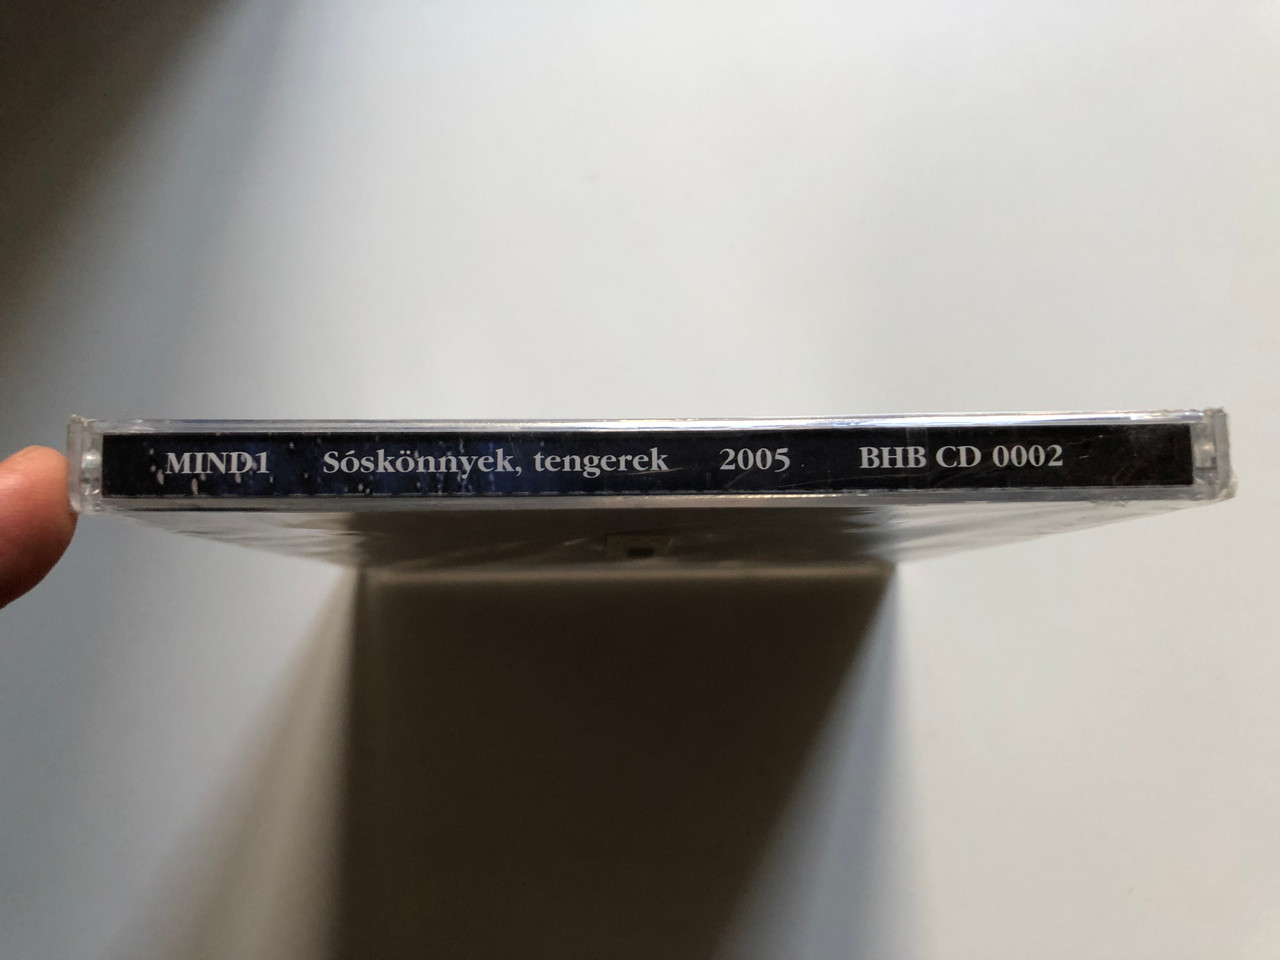 MIND1 Sóskönnyek, tengerek 2005 BHB CD 0002